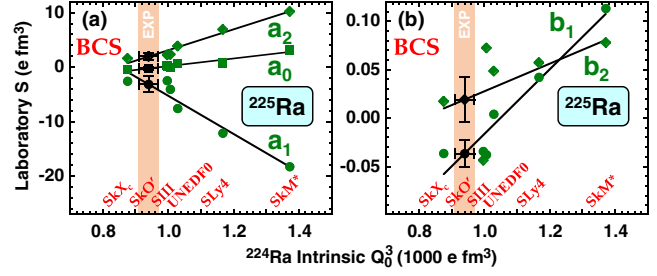 (a)
EXP
BCS
a₂
a₀
a₁
²²⁵Ra
SkXc
SkO′
SIII
UNEDF0
SLy4
SkM*
10
0
-10
-20
0.8
1.0
1.2
1.4
Laboratory S (e fm³)
(b)
EXP
BCS
b₁
b₂
²²⁵Ra
SkXc
SkO′
SIII
UNEDF0
SLy4
SkM*
0.10
0.05
0.00
-0.05
0.8
1.0
1.2
1.4
²²⁴Ra Intrinsic Q₀³ (1000 e fm³)